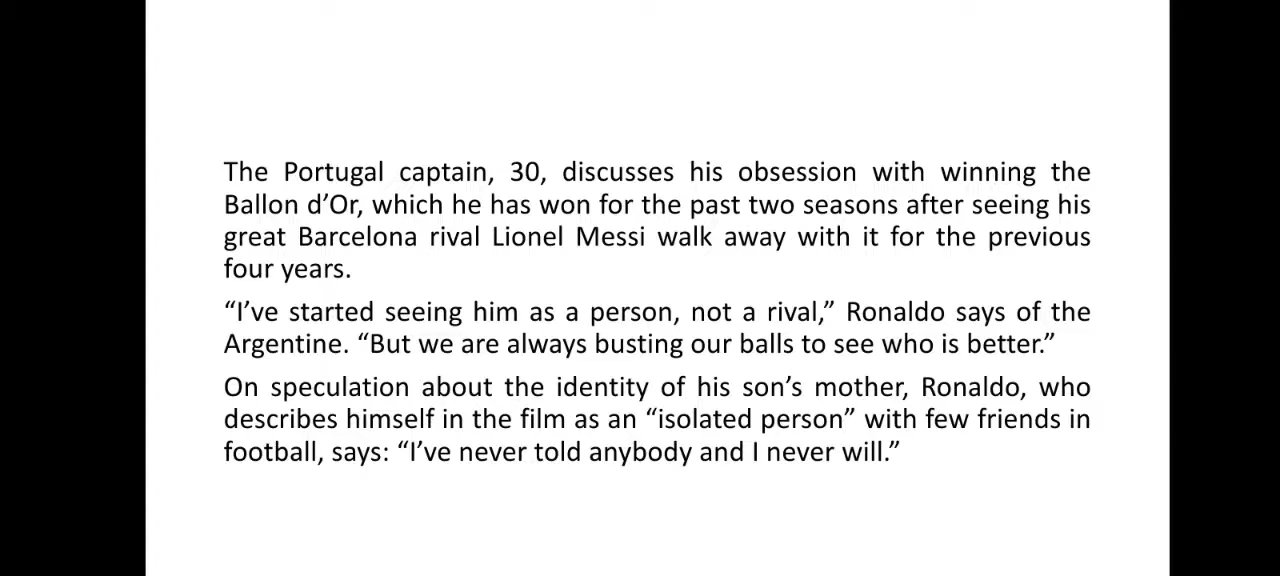 The Portugal captain, 30, discusses his obsession with winning the
Ballon d’Or, which he has won for the past two seasons after seeing his
great Barcelona rival Lionel Messi walk away with it for the previous
four years.
“I’ve started seeing him as a person, not a rival,” Ronaldo says of the
Argentine. “But we are always busting our balls to see who is better.”
On speculation about the identity of his son’s mother, Ronaldo, who
describes himself in the film as an “isolated person” with few friends in
football, says: “I’ve never told anybody and I never will.”